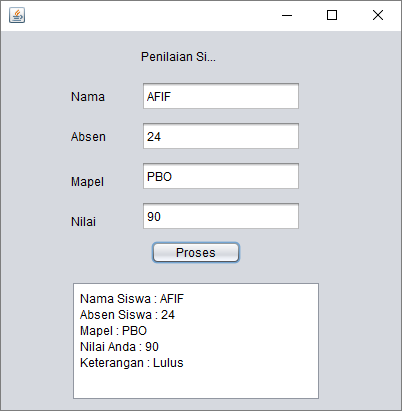 Penilaian Si...
Nama AFIF
Absen 24
Mapel PBO
Nilai 90
Proses
Nama Siswa : AFIF
Absen Siswa : 24
Mapel : PBO
Nilai Anda : 90
Keterangan : Lulus